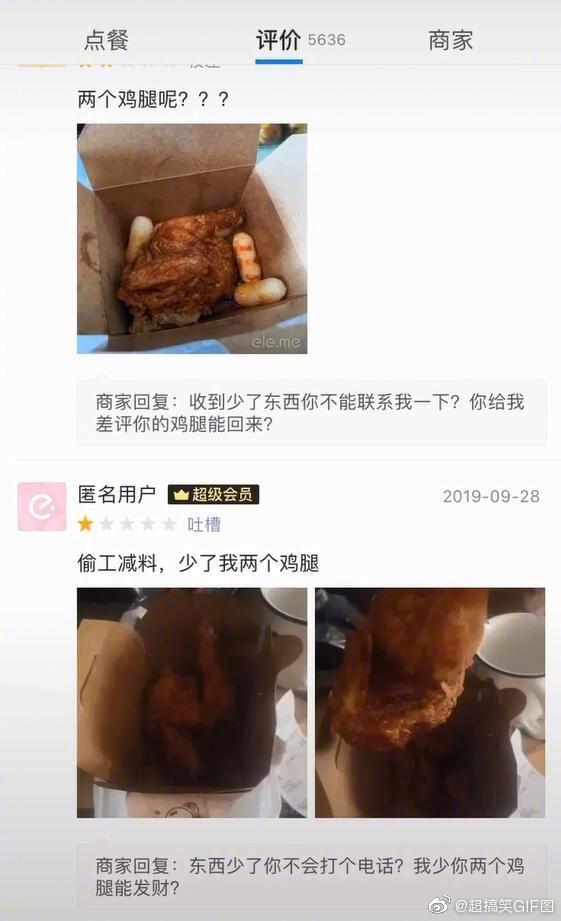 点餐
评价 5636
商家
两个鸡腿呢？？？
ele.me
商家回复：收到少了东西你不能联系我一下？你给我
差评你的鸡腿能回来？
匿名用户 超级会员
2019-09-28
吐槽
偷工减料，少了我两个鸡腿
商家回复：东西少了你不会打个电话？我少你两个鸡
腿能发财？
@超搞笑GIF图